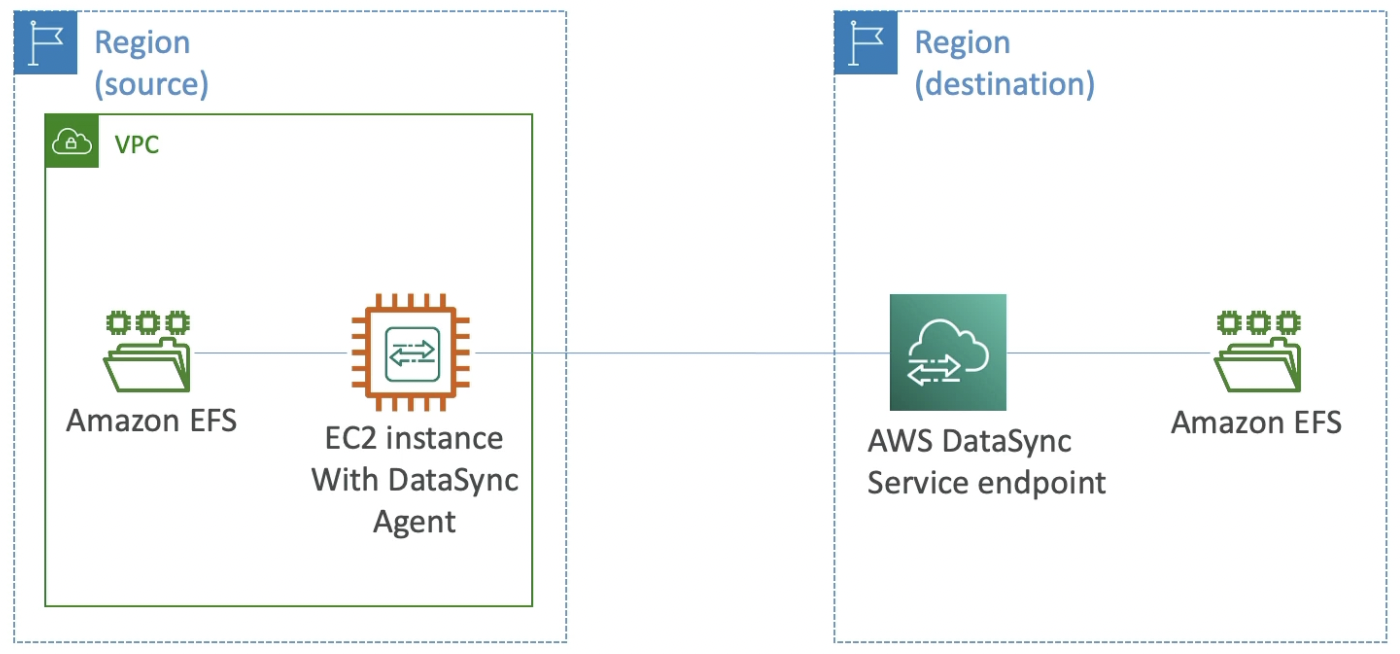 Region
(source)
VPC
Amazon EFS
EC2 instance
With DataSync
Agent
Region
(destination)
AWS DataSync
Service endpoint
Amazon EFS